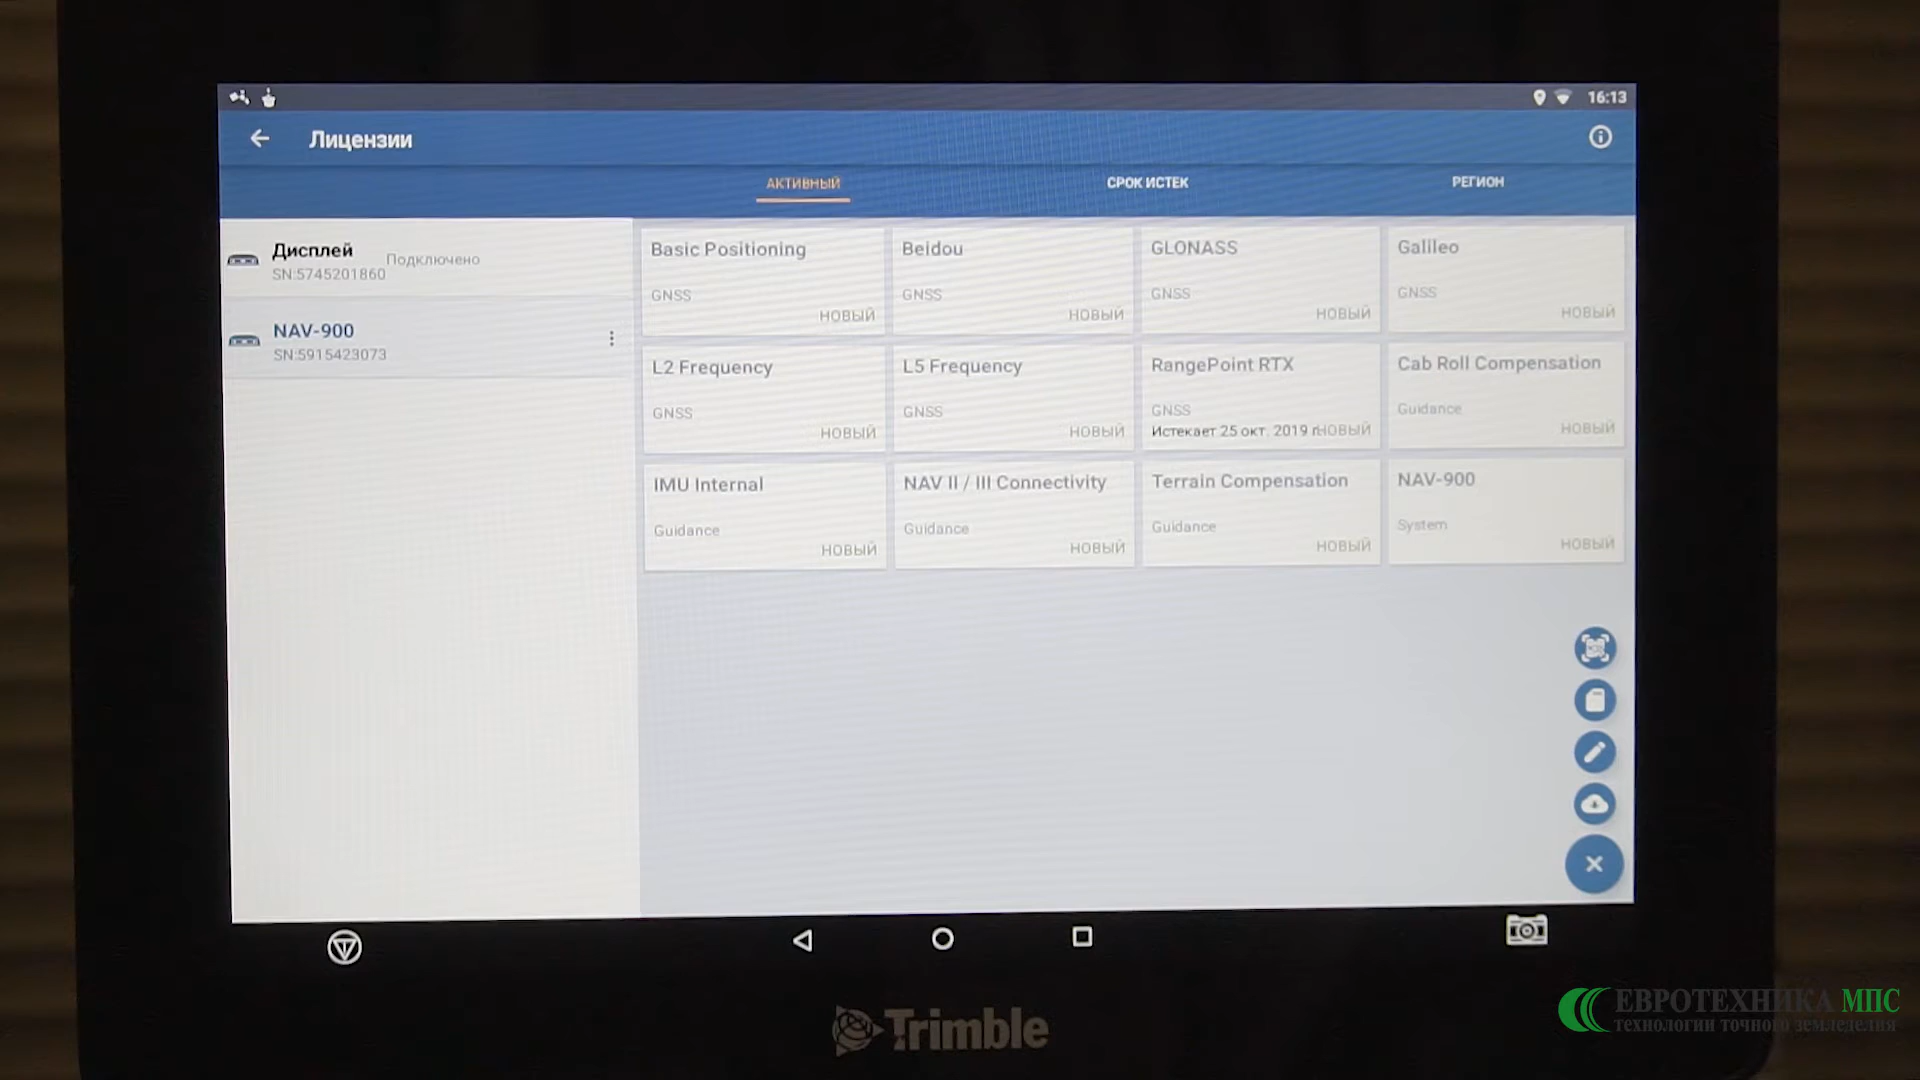 16:13
Лицензии
АКТИВНЫЙ
СРОК ИСТЕК
РЕГИОН
Дисплей
Подключено
SN:5745201860
NAV-900
SN:5915423073
Basic Positioning
GNSS
НОВЫЙ
Beidou
GNSS
НОВЫЙ
GLONASS
GNSS
НОВЫЙ
Galileo
GNSS
НОВЫЙ
L2 Frequency
GNSS
НОВЫЙ
L5 Frequency
GNSS
НОВЫЙ
RangePoint RTX
GNSS
Истекает 25 окт. 2019 г
НОВЫЙ
Cab Roll Compensation
Guidance
НОВЫЙ
IMU Internal
Guidance
НОВЫЙ
NAV II / III Connectivity
Guidance
НОВЫЙ
Terrain Compensation
Guidance
НОВЫЙ
NAV-900
System
НОВЫЙ
Trimble
ЕВРОТЕХНИКА МПС
технологии точного земледелия